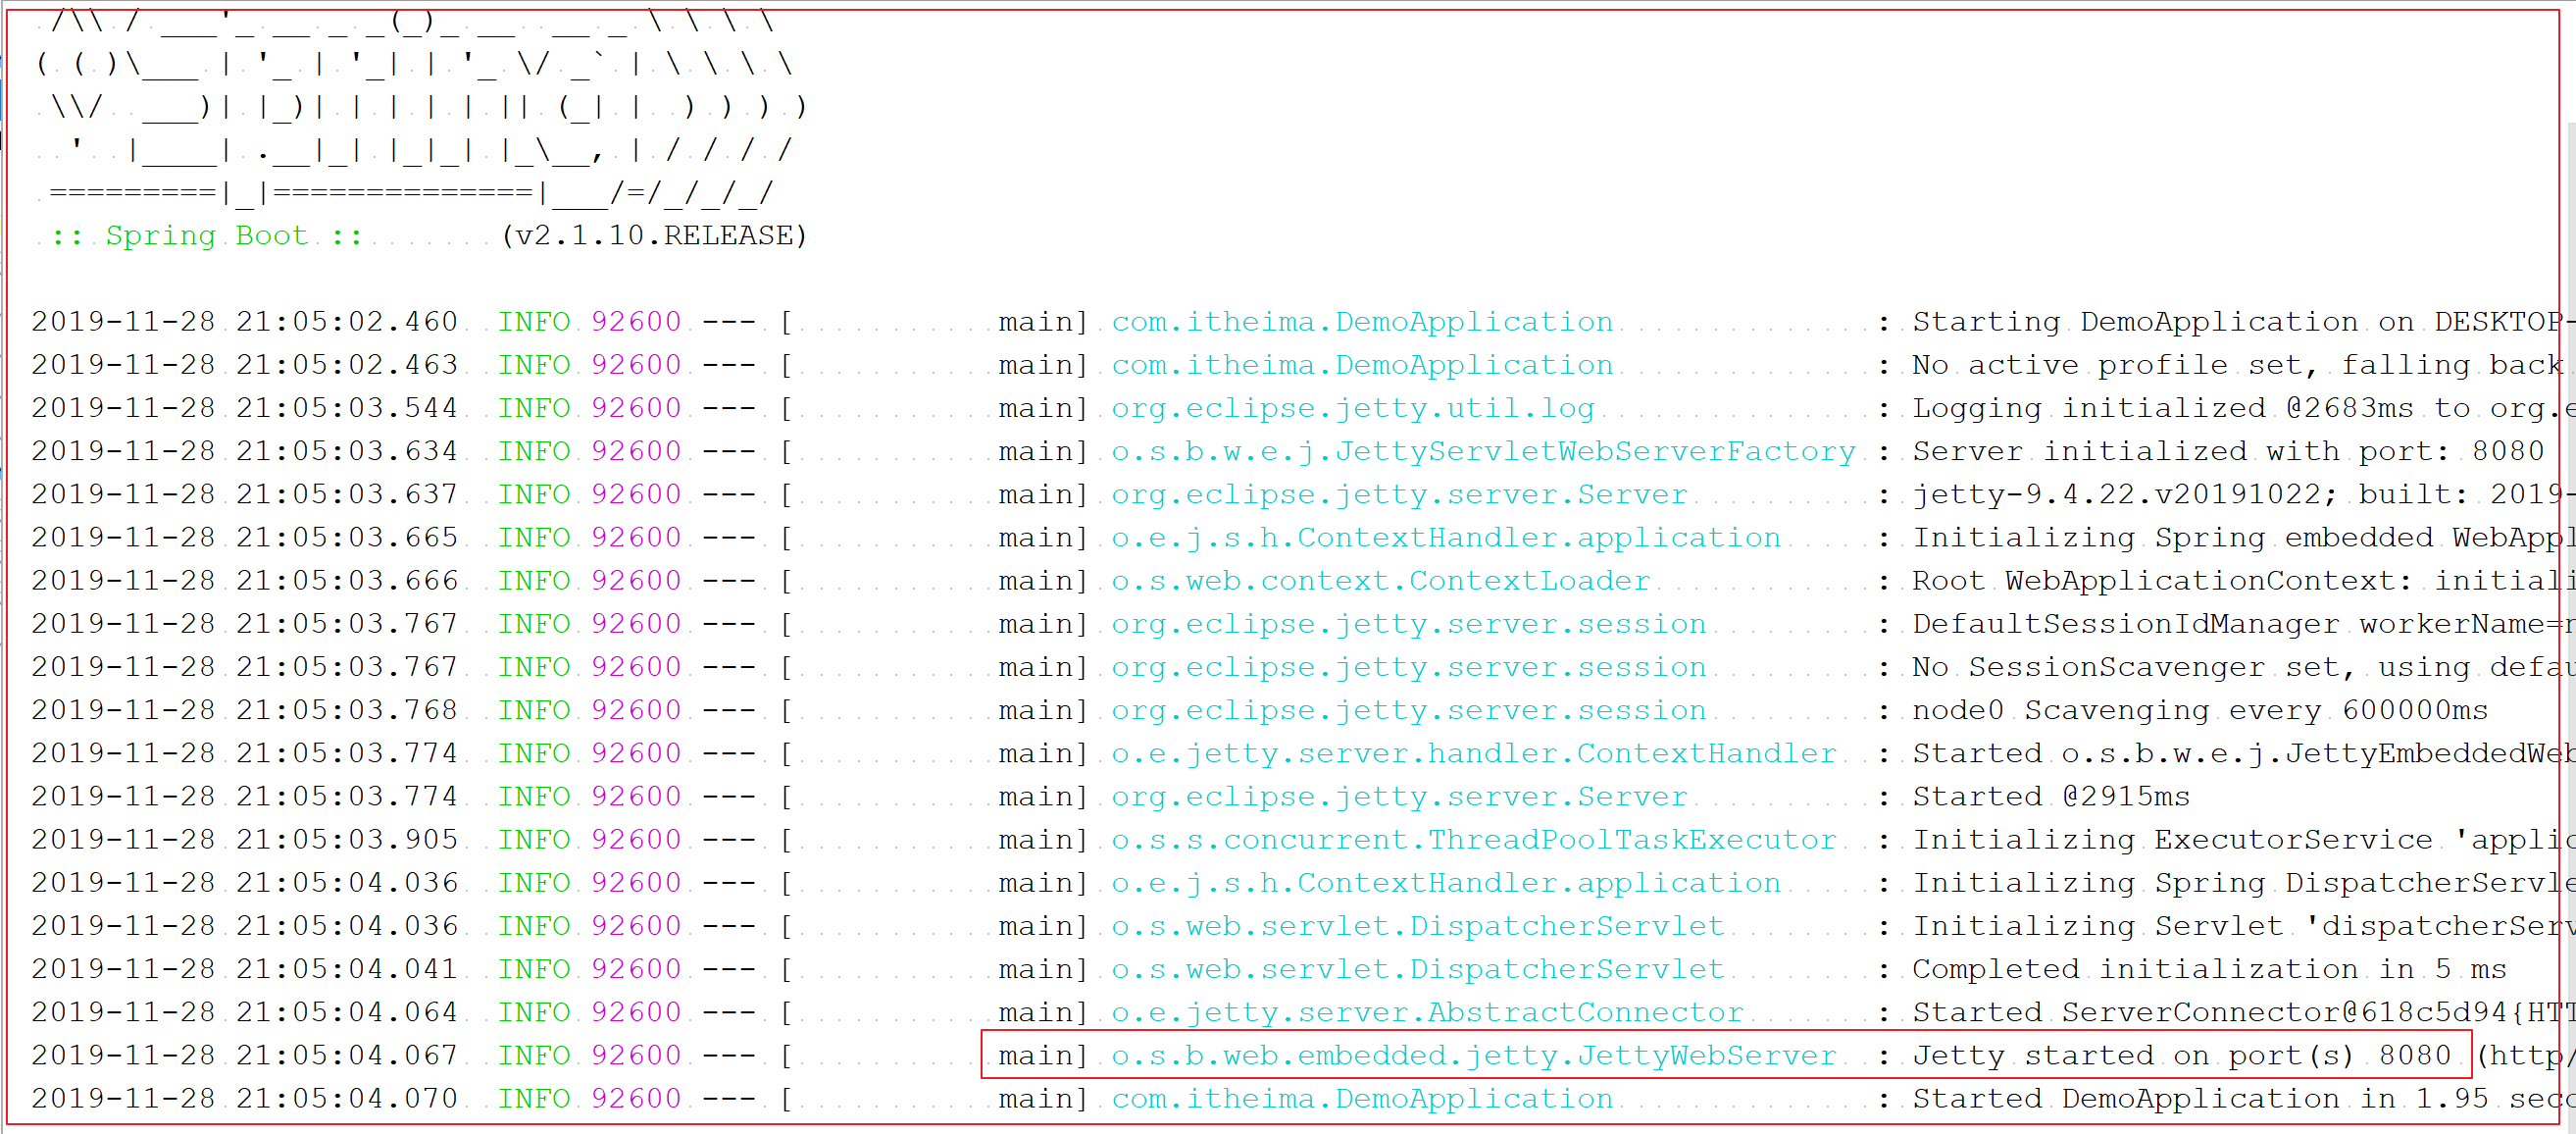 /\\ / ___'_ __ _ _(_)_ __  __ _ \ \ \ \
( ( )\___ | '_ | '_| | '_ \/ _` | \ \ \ \
 \\/  ___)| |_)| | | | | || (_| |  ) ) ) )
  '  |____| .__|_| |_|_| |_\__, | / / / /
 =========|_|==============|___/=/_/_/_/
 :: Spring Boot ::        (v2.1.10.RELEASE)
2019-11-28 21:05:02.460  INFO 92600 --- [           main] com.itheima.DemoApplication              : Starting DemoApplication on DESKTOP-
2019-11-28 21:05:02.463  INFO 92600 --- [           main] com.itheima.DemoApplication              : No active profile set, falling back
2019-11-28 21:05:03.544  INFO 92600 --- [           main] org.eclipse.jetty.util.log               : Logging initialized @2683ms to org.e
2019-11-28 21:05:03.634  INFO 92600 --- [           main] o.s.b.w.e.j.JettyServletWebServerFactory : Server initialized with port: 8080
2019-11-28 21:05:03.637  INFO 92600 --- [           main] org.eclipse.jetty.server.Server          : jetty-9.4.22.v20191022; built: 2019-
2019-11-28 21:05:03.665  INFO 92600 --- [           main] o.e.j.s.h.ContextHandler.application     : Initializing Spring embedded WebAppl
2019-11-28 21:05:03.666  INFO 92600 --- [           main] o.s.web.context.ContextLoader            : Root WebApplicationContext: initiali
2019-11-28 21:05:03.767  INFO 92600 --- [           main] org.eclipse.jetty.server.session         : DefaultSessionIdManager workerName=n
2019-11-28 21:05:03.767  INFO 92600 --- [           main] org.eclipse.jetty.server.session         : No SessionScavenger set, using defau
2019-11-28 21:05:03.768  INFO 92600 --- [           main] org.eclipse.jetty.server.session         : node0 Scavenging every 600000ms
2019-11-28 21:05:03.774  INFO 92600 --- [           main] o.e.jetty.server.handler.ContextHandler  : Started o.s.b.w.e.j.JettyEmbeddedWeb
2019-11-28 21:05:03.774  INFO 92600 --- [           main] org.eclipse.jetty.server.Server          : Started @2915ms
2019-11-28 21:05:03.905  INFO 92600 --- [           main] o.s.s.concurrent.ThreadPoolTaskExecutor  : Initializing ExecutorService 'applic
2019-11-28 21:05:04.036  INFO 92600 --- [           main] o.e.j.s.h.ContextHandler.application     : Initializing Spring DispatcherServle
2019-11-28 21:05:04.036  INFO 92600 --- [           main] o.s.web.servlet.DispatcherServlet        : Initializing Servlet 'dispatcherServ
2019-11-28 21:05:04.041  INFO 92600 --- [           main] o.s.web.servlet.DispatcherServlet        : Completed initialization in 5 ms
2019-11-28 21:05:04.064  INFO 92600 --- [           main] o.e.jetty.server.AbstractConnector       : Started ServerConnector@618c5d94{HTT
2019-11-28 21:05:04.067  INFO 92600 --- [           main] o.s.b.web.embedded.jetty.JettyWebServer  : Jetty started on port(s) 8080 (http/
2019-11-28 21:05:04.070  INFO 92600 --- [           main] com.itheima.DemoApplication              : Started DemoApplication in 1.95 seco